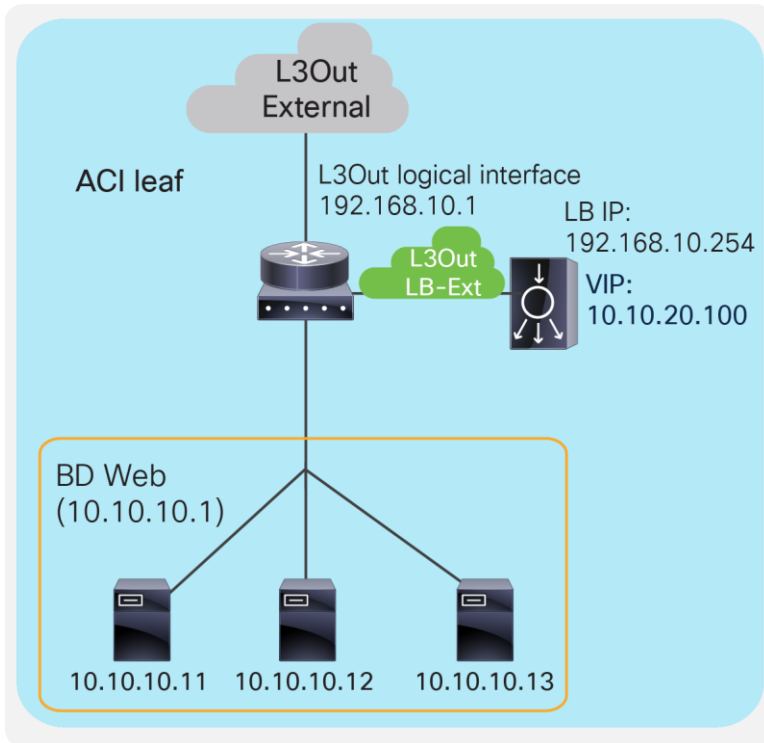 L3Out
External
ACI leaf
L3Out logical interface
192.168.10.1
LB IP:
192.168.10.254
L3Out
LB-Ext
VIP:
10.10.20.100
BD Web
(10.10.10.1)
10.10.10.11
10.10.10.12
10.10.10.13